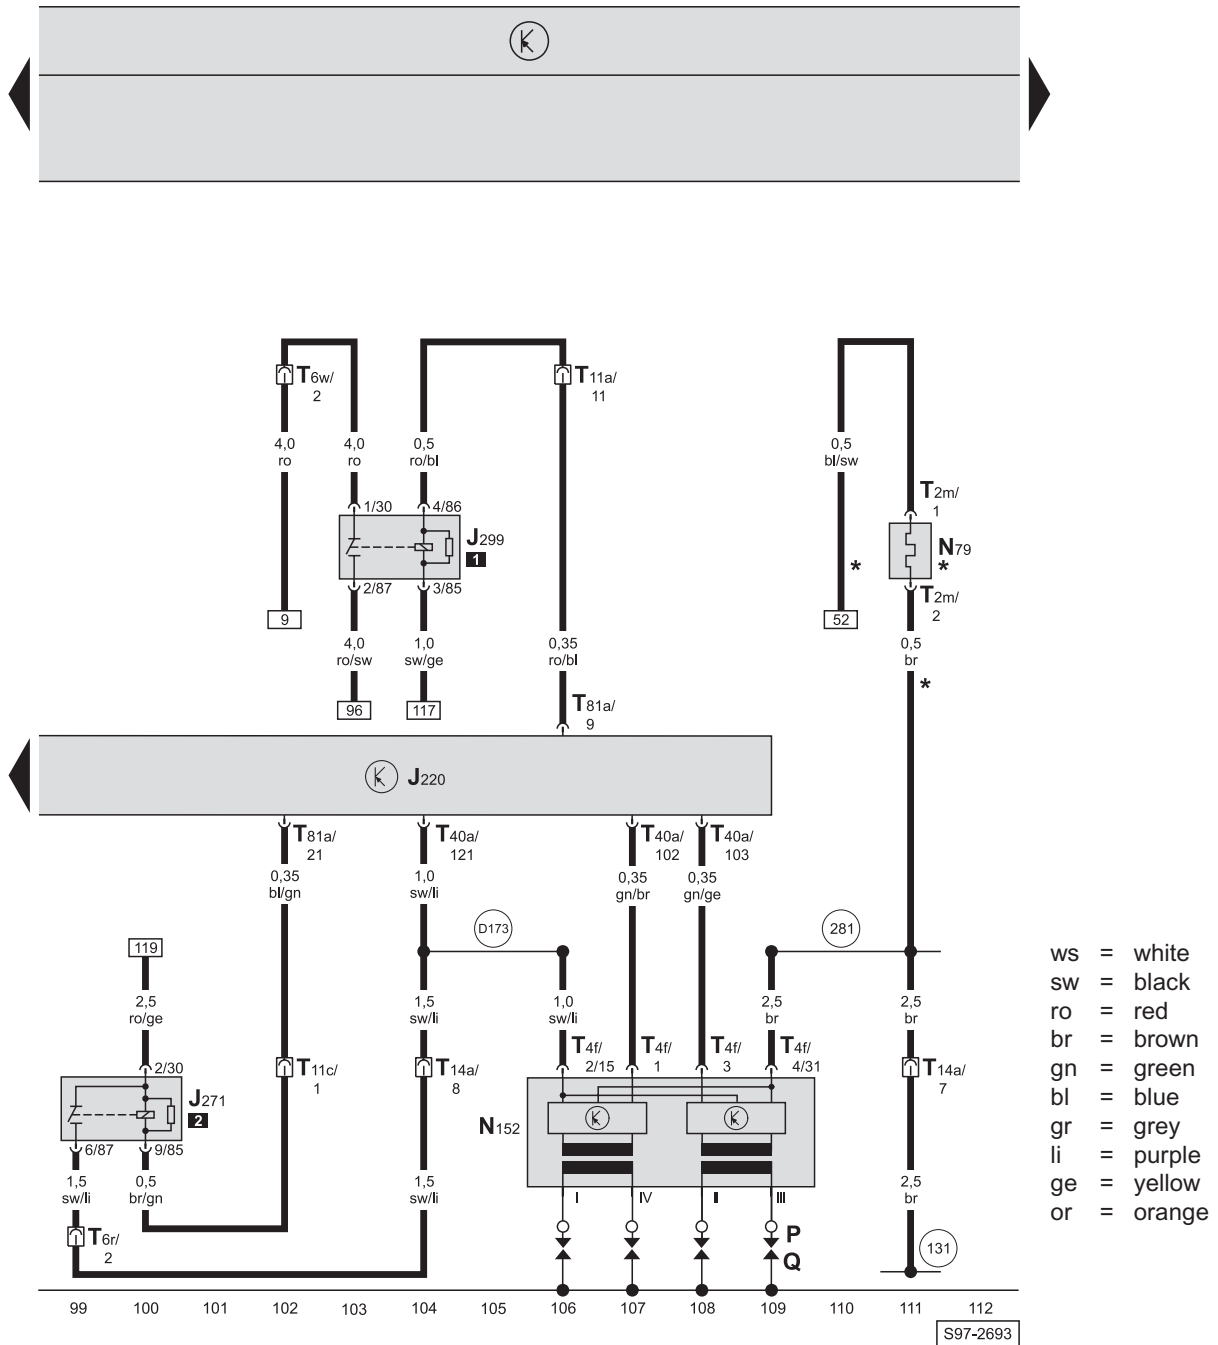 T6w/
2
T11a/
11
4,0
ro
4,0
ro
0,5
ro/bl
0,5
bl/sw
T2m/
1
1/30
4/86
J299
1
N79
*
*
2/87
3/85
T2m/
2
9
52
4,0
ro/sw
1,0
sw/ge
0,35
ro/bl
0,5
br
*
96
117
T81a/
9
J220
T81a/
21
T40a/
121
T40a/
102
T40a/
103
0,35
bl/gn
1,0
sw/li
0,35
gn/br
0,35
gn/ge
D173
281
119
2,5
ro/ge
1,5
sw/li
1,0
sw/li
2,5
br
2,5
br
2/30
T11c/
1
T14a/
8
T4f/
2/15
T4f/
1
T4f/
3
T4f/
4/31
T14a/
7
J271
2
N152
6/87
9/85
1,5
sw/li
0,5
br/gn
1,5
sw/li
I
IV
II
III
2,5
br
T6r/
2
P
Q
131
99 100 101 102 103 104 105 106 107 108 109 110 111 112
S97-2693
ws = white
sw = black
ro = red
br = brown
gn = green
bl = blue
gr = grey
li = purple
ge = yellow
or = orange